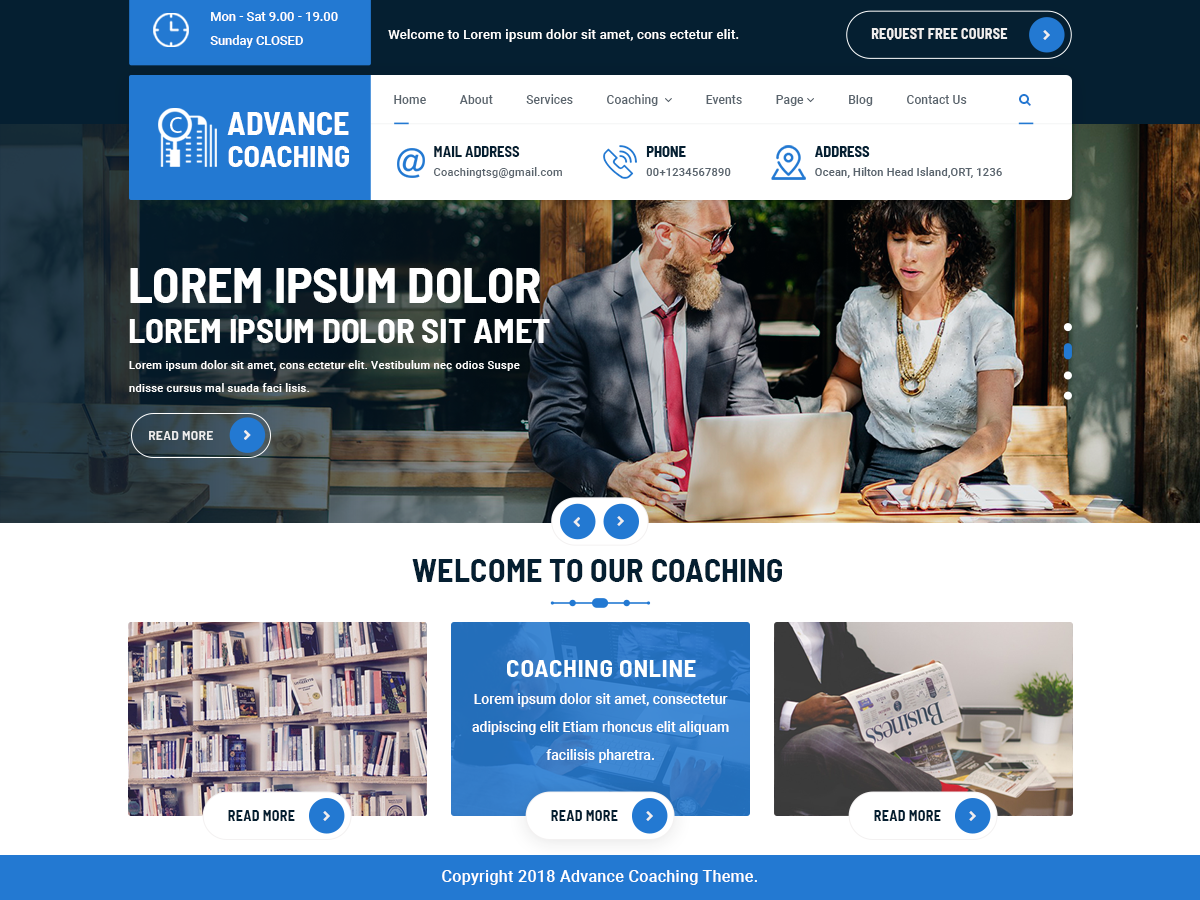 Mon - Sat 9.00 - 19.00
Sunday CLOSED
Welcome to Lorem ipsum dolor sit amet, cons ectetur elit.
REQUEST FREE COURSE
ADVANCE
COACHING
Home About Services Coaching Events Page Blog Contact Us
MAIL ADDRESS
Coachingtsg@gmail.com
PHONE
00+1234567890
ADDRESS
Ocean, Hilton Head Island,ORT, 1236
LOREM IPSUM DOLOR
LOREM IPSUM DOLOR SIT AMET
Lorem ipsum dolor sit amet, cons ectetur elit. Vestibulum nec odios Suspe
ndisse cursus mal suada faci lisis.
READ MORE
WELCOME TO OUR COACHING
COACHING ONLINE
Lorem ipsum dolor sit amet, consectetur
adipiscing elit Etiam rhoncus elit aliquam
facilisis pharetra.
Business
READ MORE
READ MORE
READ MORE
Copyright 2018 Advance Coaching Theme.